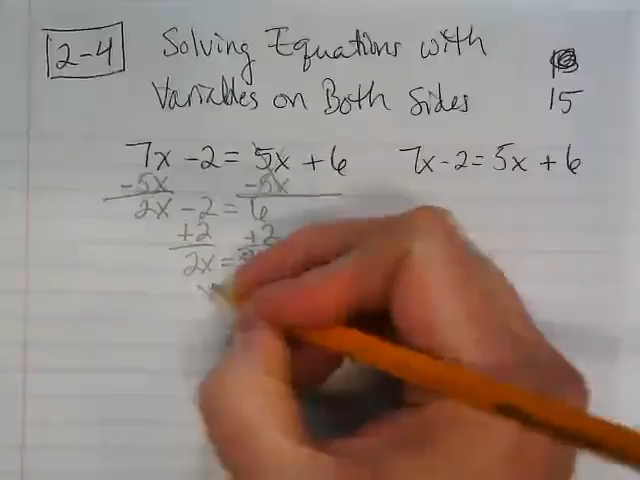 2-4 Solving Equations with
Variables on Both Sides 15
7x - 2 = 5x + 6 7x - 2 = 5x + 6
-5x -5x
2x - 2 = 6
+2 +2
2x =